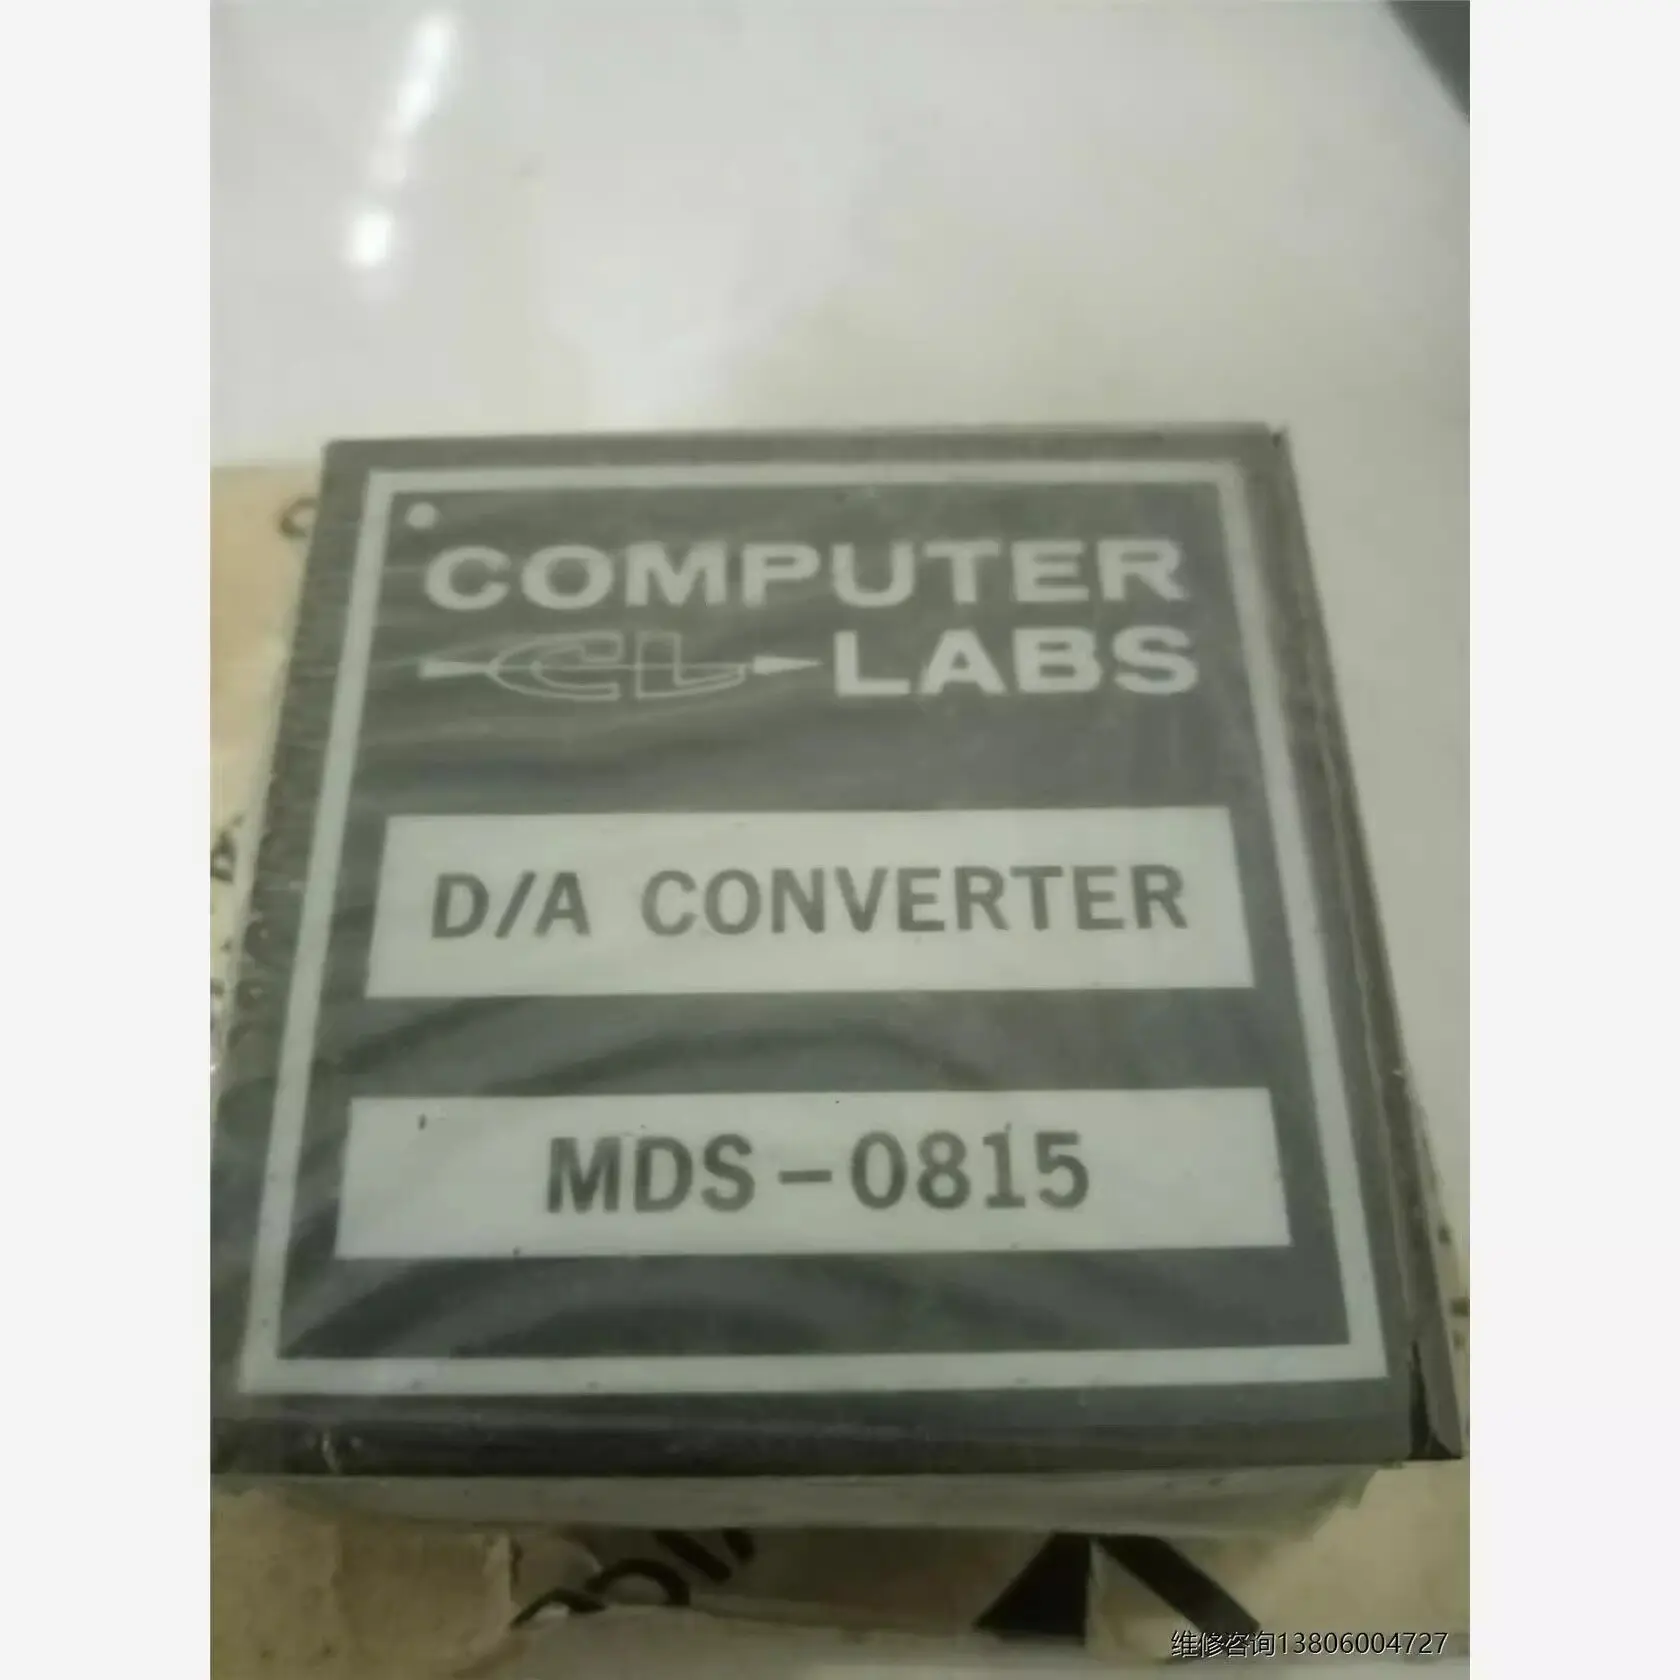 COMPUTER
CL LABS
D/A CONVERTER
MDS-0815
维修咨询13806004727